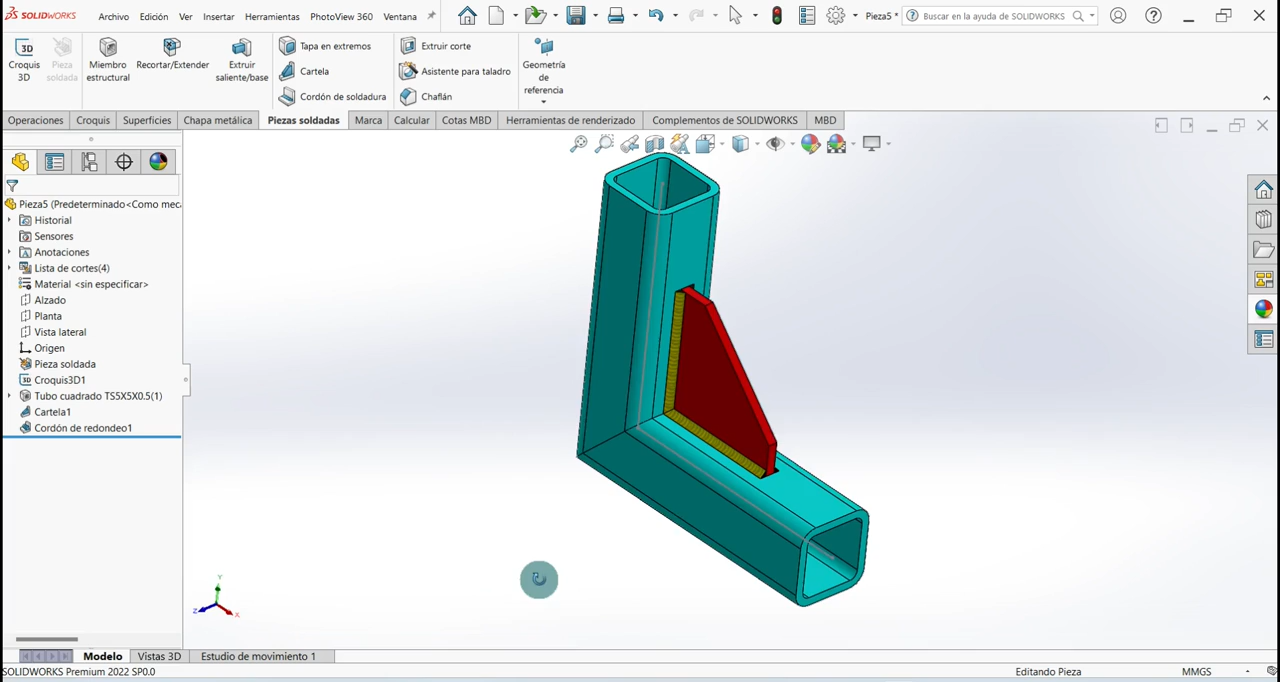 SOLIDWORKS
Archivo Edición Ver Insertar Herramientas PhotoView 360 Ventana
Pieza5 *
Buscar en la ayuda de SOLIDWORKS
Croquis 3D
Pieza soldada
Miembro estructural
Recortar/Extender
Extruir saliente/base
Tapa en extremos
Cartela
Cordón de soldadura
Extruir corte
Asistente para taladro
Chaflán
Geometría de referencia
Operaciones Croquis Superficies Chapa metálica Piezas soldadas Marca Calcular Cotas MBD Herramientas de renderizado Complementos de SOLIDWORKS MBD
Pieza5 (Predeterminado<Como meca
Historial
Sensores
Anotaciones
Lista de cortes(4)
Material <sin especificar>
Alzado
Planta
Vista lateral
Origen
Pieza soldada
Croquis3D1
Tubo cuadrado TS5X5X0.5(1)
Cartela1
Cordón de redondeo1
Y
Z
X
Modelo Vistas 3D Estudio de movimiento 1
SOLIDWORKS Premium 2022 SP0.0
Editando Pieza
MMGS